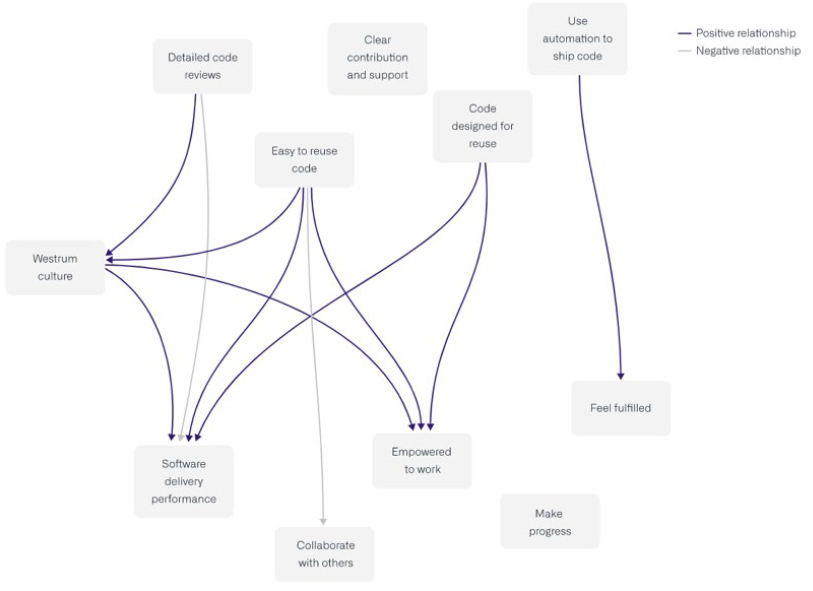 Use
automation to
ship code
Positive relationship
Negative relationship
Clear
contribution
and support
Detailed code
reviews
Code
designed for
reuse
Easy to reuse
code
Westrum
culture
Feel fulfilled
Empowered
to work
Software
delivery
performance
Make
progress
Collaborate
with others